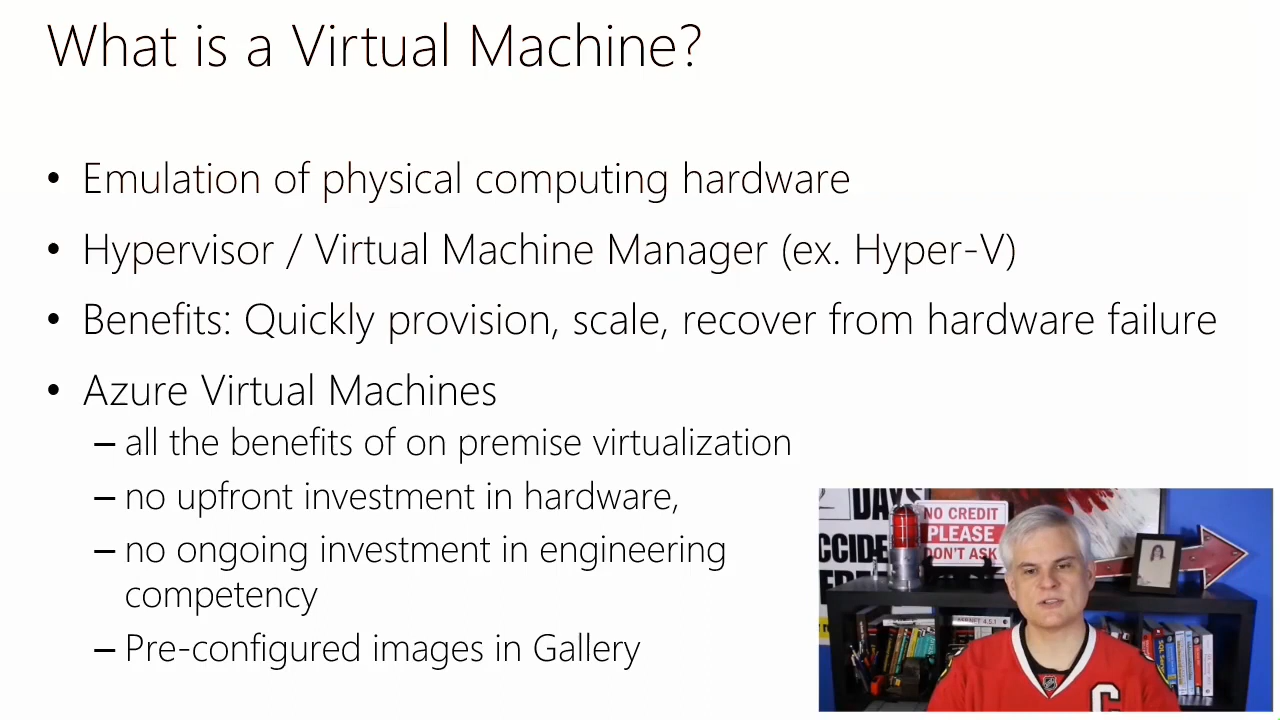 What is a Virtual Machine?
• Emulation of physical computing hardware
• Hypervisor / Virtual Machine Manager (ex. Hyper-V)
• Benefits: Quickly provision, scale, recover from hardware failure
• Azure Virtual Machines
– all the benefits of on premise virtualization
– no upfront investment in hardware,
– no ongoing investment in engineering
competency
– Pre-configured images in Gallery
DAYS
NO CREDIT
PLEASE
DON'T ASK
C